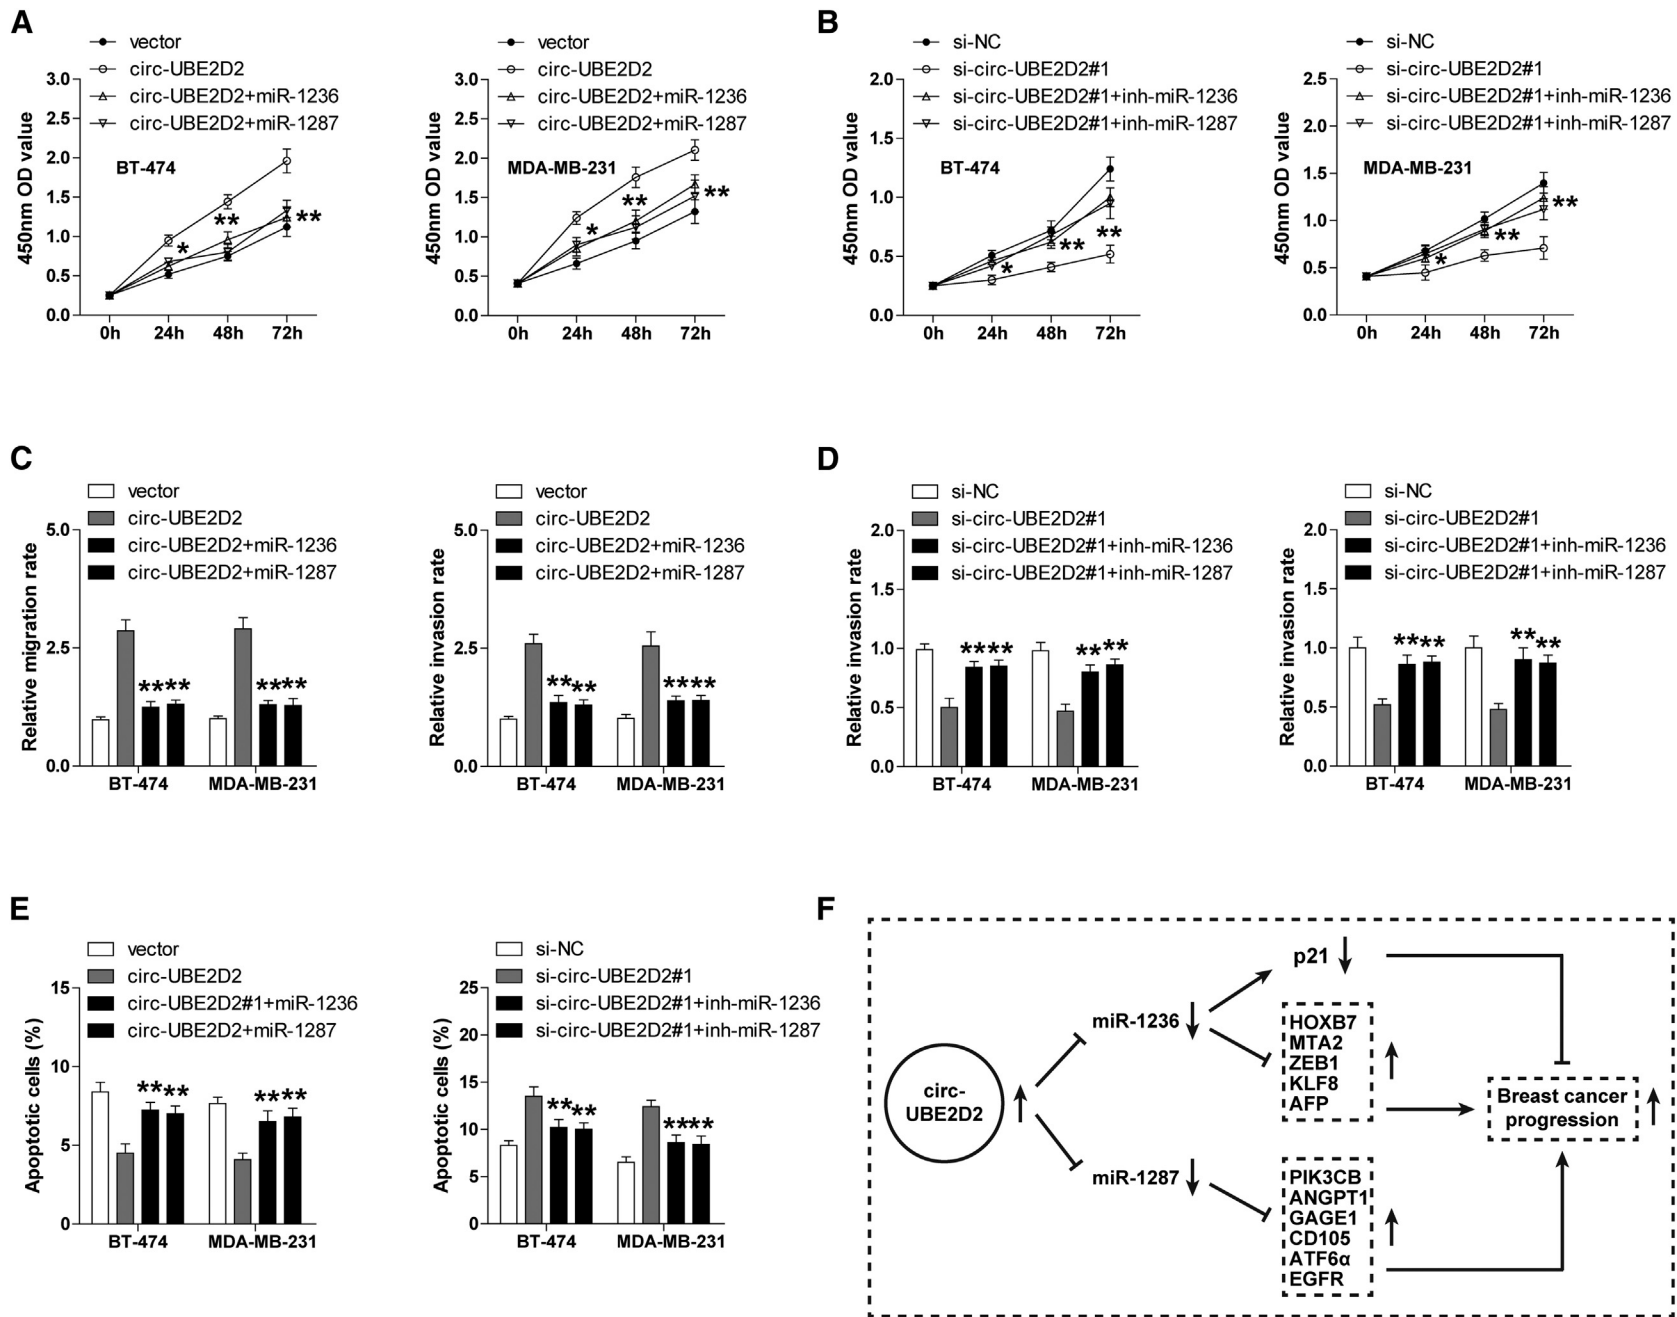 A
vector
circ-UBE2D2
circ-UBE2D2+miR-1236
circ-UBE2D2+miR-1287
450nm OD value
3.0
2.5
2.0
1.5
1.0
0.5
0.0
BT-474
*
**
**
0h 24h 48h 72h
vector
circ-UBE2D2
circ-UBE2D2+miR-1236
circ-UBE2D2+miR-1287
450nm OD value
3.0
2.5
2.0
1.5
1.0
0.5
0.0
MDA-MB-231
*
**
**
0h 24h 48h 72h
B
si-NC
si-circ-UBE2D2#1
si-circ-UBE2D2#1+inh-miR-1236
si-circ-UBE2D2#1+inh-miR-1287
450nm OD value
2.0
1.5
1.0
0.5
0.0
BT-474
*
**
**
0h 24h 48h 72h
si-NC
si-circ-UBE2D2#1
si-circ-UBE2D2#1+inh-miR-1236
si-circ-UBE2D2#1+inh-miR-1287
450nm OD value
2.5
2.0
1.5
1.0
0.5
0.0
MDA-MB-231
*
**
**
0h 24h 48h 72h
C
vector
circ-UBE2D2
circ-UBE2D2+miR-1236
circ-UBE2D2+miR-1287
Relative migration rate
5.0
2.5
0.0
**** ****
BT-474 MDA-MB-231
vector
circ-UBE2D2
circ-UBE2D2+miR-1236
circ-UBE2D2+miR-1287
Relative invasion rate
5.0
2.5
0.0
**** ****
BT-474 MDA-MB-231
D
si-NC
si-circ-UBE2D2#1
si-circ-UBE2D2#1+inh-miR-1236
si-circ-UBE2D2#1+inh-miR-1287
Relative invasion rate
2.0
1.5
1.0
0.5
0.0
**** ** **
BT-474 MDA-MB-231
si-NC
si-circ-UBE2D2#1
si-circ-UBE2D2#1+inh-miR-1236
si-circ-UBE2D2#1+inh-miR-1287
Relative invasion rate
2.0
1.5
1.0
0.5
0.0
** ** ** **
BT-474 MDA-MB-231
E
vector
circ-UBE2D2
circ-UBE2D2#1+miR-1236
circ-UBE2D2+miR-1287
Apoptotic cells (%)
15
10
5
0
** ** ** **
BT-474 MDA-MB-231
si-NC
si-circ-UBE2D2#1
si-circ-UBE2D2#1+inh-miR-1236
si-circ-UBE2D2#1+inh-miR-1287
Apoptotic cells (%)
25
20
15
10
5
0
** ** ****
BT-474 MDA-MB-231
F
circ-
UBE2D2
miR-1236
miR-1287
p21
HOXB7
MTA2
ZEB1
KLF8
AFP
PIK3CB
ANGPT1
GAGE1
CD105
ATF6α
EGFR
Breast cancer
progression